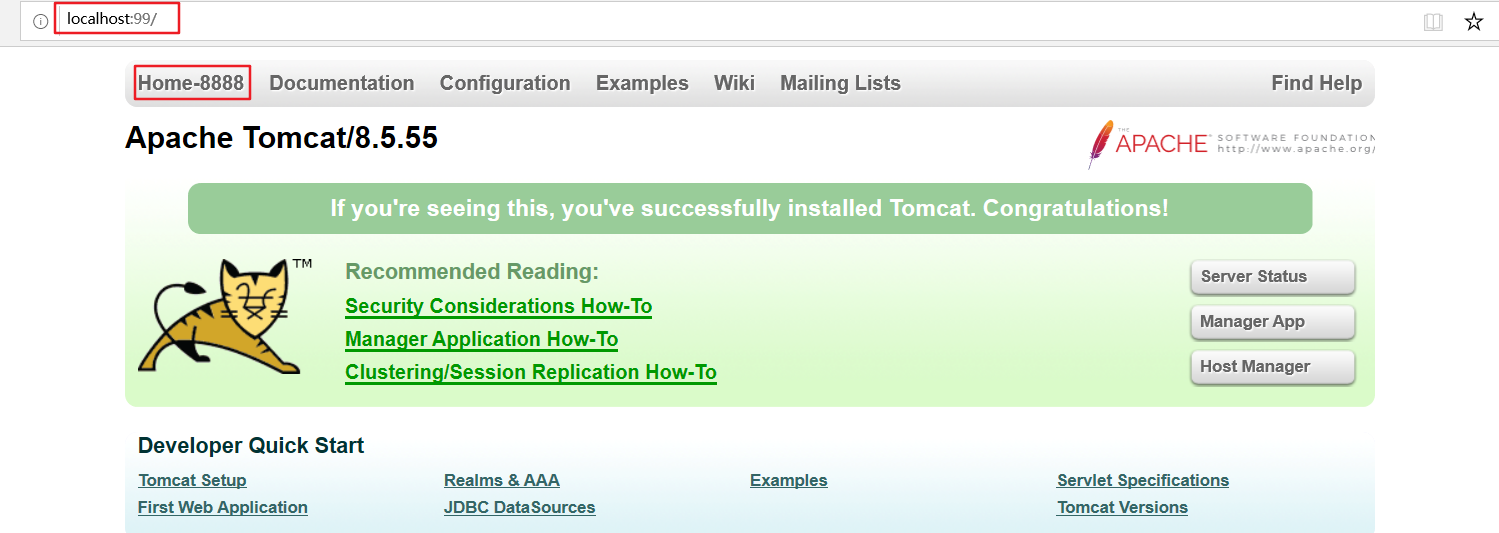 localhost:99/
Home-8888 Documentation Configuration Examples Wiki Mailing Lists Find Help
Apache Tomcat/8.5.55
THE APACHE SOFTWARE FOUNDATION
http://www.apache.org/
If you're seeing this, you've successfully installed Tomcat. Congratulations!
TM
Recommended Reading:
Security Considerations How-To
Manager Application How-To
Clustering/Session Replication How-To
Server Status
Manager App
Host Manager
Developer Quick Start
Tomcat Setup Realms & AAA Examples Servlet Specifications
First Web Application JDBC DataSources Tomcat Versions